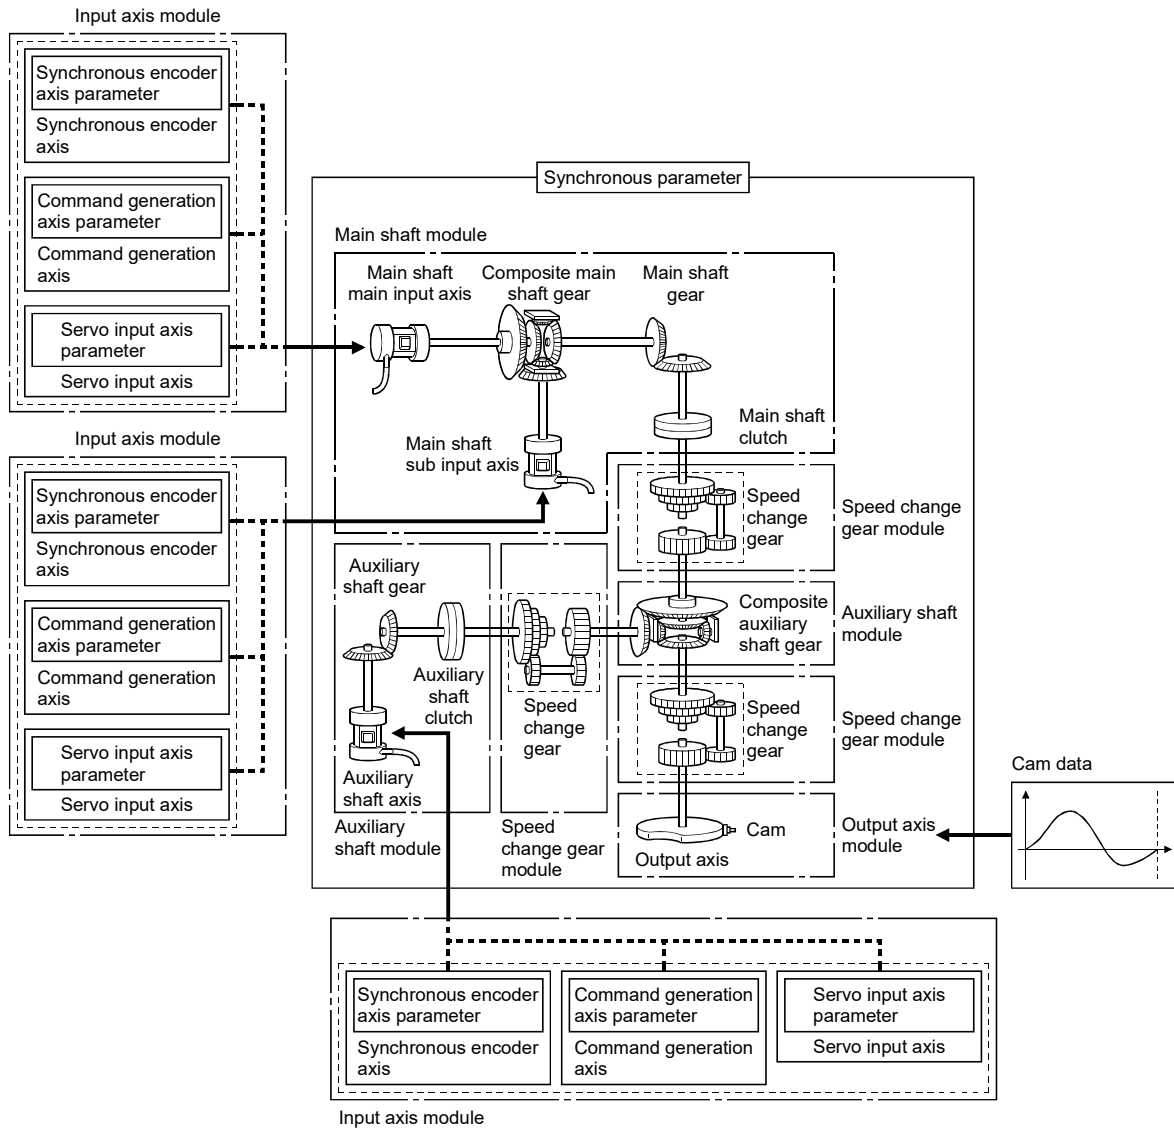 Input axis module
Synchronous encoder
axis parameter
Synchronous encoder
axis
Command generation
axis parameter
Command generation
axis
Servo input axis
parameter
Servo input axis
Input axis module
Synchronous encoder
axis parameter
Synchronous encoder
axis
Command generation
axis parameter
Command generation
axis
Servo input axis
parameter
Servo input axis
Synchronous parameter
Main shaft module
Main shaft
main input axis
Composite main
shaft gear
Main shaft
gear
Main shaft
sub input axis
Main shaft
clutch
Speed
change
gear
Speed change
gear module
Auxiliary
shaft gear
Auxiliary
shaft
clutch
Auxiliary
shaft axis
Auxiliary
shaft module
Speed
change
gear
Speed
change gear
module
Composite
auxiliary
shaft gear
Auxiliary shaft
module
Speed
change
gear
Speed change
gear module
Cam
Output axis
Output axis
module
Cam data
Synchronous encoder
axis parameter
Synchronous encoder
axis
Command generation
axis parameter
Command generation
axis
Servo input axis
parameter
Servo input axis
Input axis module